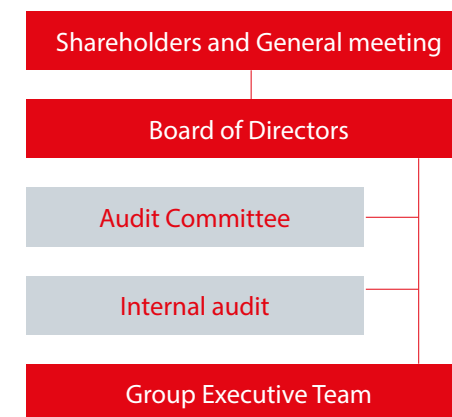 Shareholders and General meeting
Board of Directors
Audit Committee
Internal audit
Group Executive Team